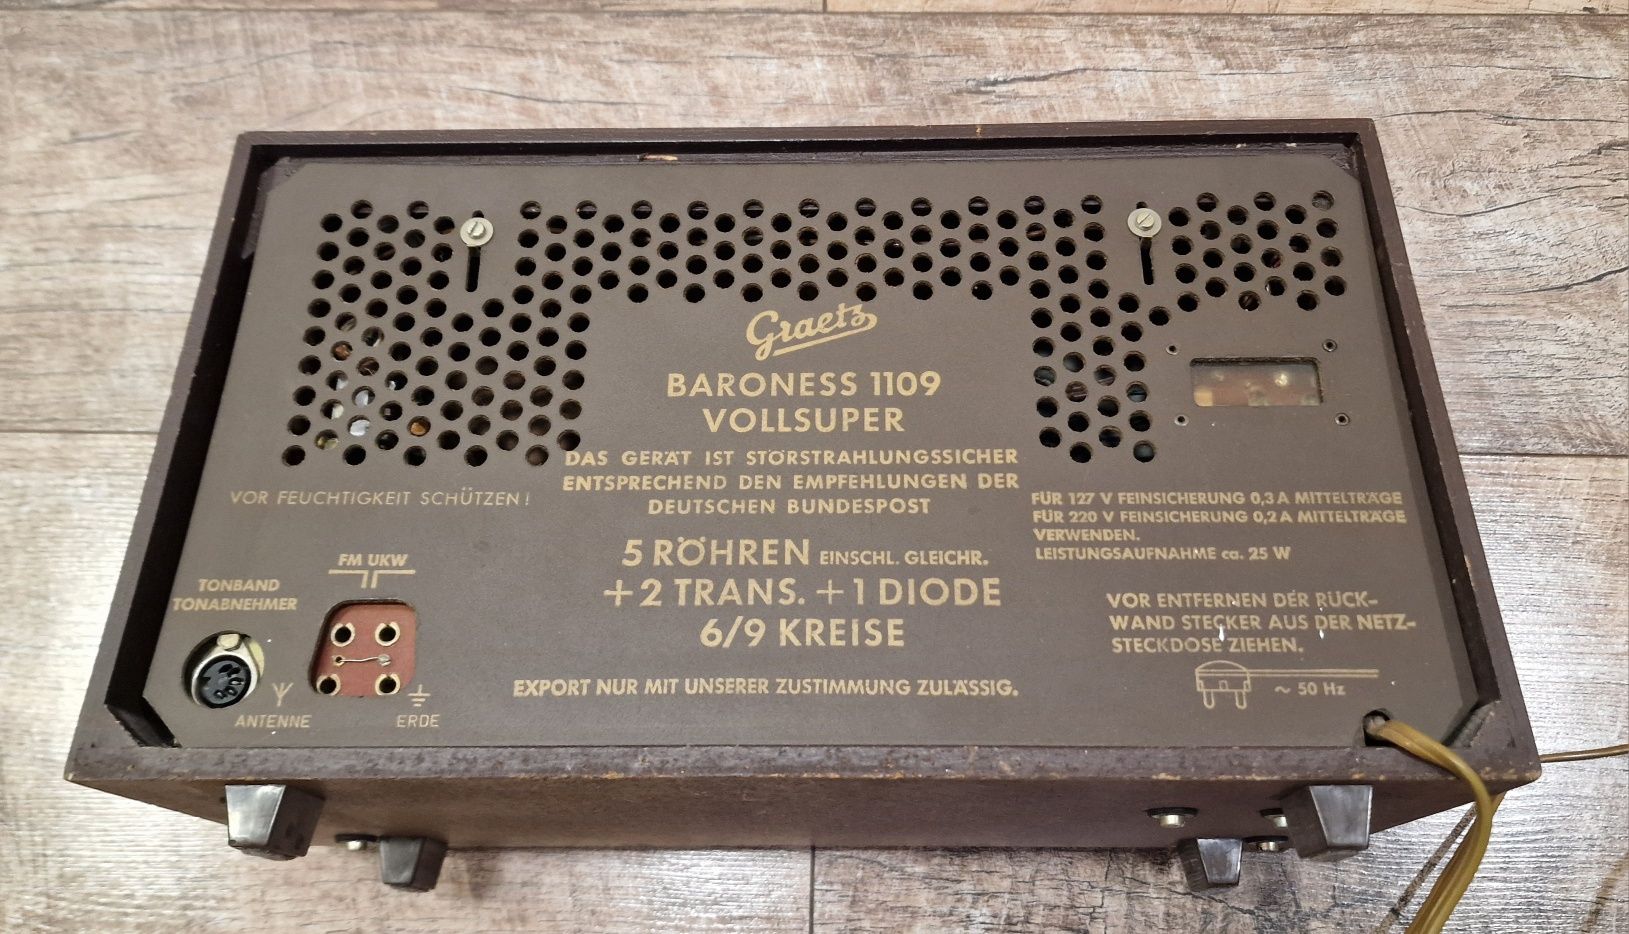 Graetz
BARONESS 1109
VOLLSUPER
DAS GERÄT IST STÖRSTRAHLUNGSSICHER
ENTSPRECHEND DEN EMPFEHLUNGEN DER
DEUTSCHEN BUNDESPOST
5 RÖHREN EINSCHL. GLEICHR.
+2 TRANS. +1 DIODE
6/9 KREISE
EXPORT NUR MIT UNSERER ZUSTIMMUNG ZULÄSSIG.
VOR FEUCHTIGKEIT SCHÜTZEN!
FM UKW
TONBAND
TONABNEHMER
ANTENNE
ERDE
FÜR 127 V FEINSICHERUNG 0,3 A MITTELTRÄGE
FÜR 220 V FEINSICHERUNG 0,2 A MITTELTRÄGE
VERWENDEN.
LEISTUNGSAUFNAHME ca. 25 W
VOR ENTFERNEN DER RÜCK-
WAND STECKER AUS DER NETZ-
STECKDOSE ZIEHEN.
~ 50 Hz